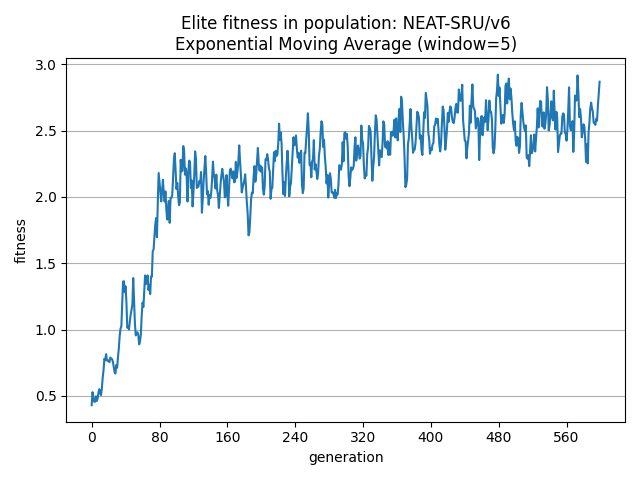 Elite fitness in population: NEAT-SRU/v6
Exponential Moving Average (window=5)
3.0
2.5
2.0
1.5
1.0
0.5
fitness
0 80 160 240 320 400 480 560
generation